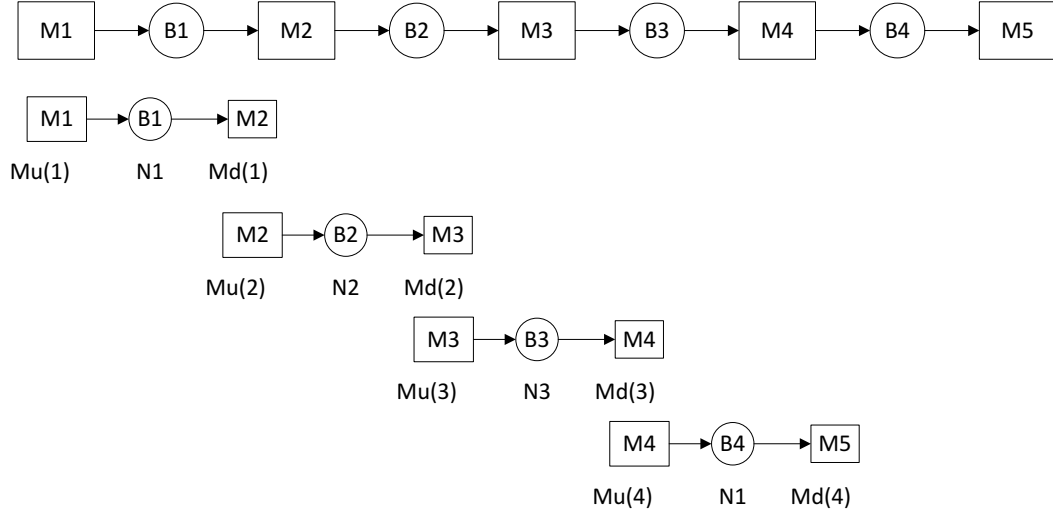 M1 B1 M2 B2 M3 B3 M4 B4 M5
M1 B1 M2
Mu(1) N1 Md(1)
M2 B2 M3
Mu(2) N2 Md(2)
M3 B3 M4
Mu(3) N3 Md(3)
M4 B4 M5
Mu(4) N1 Md(4)